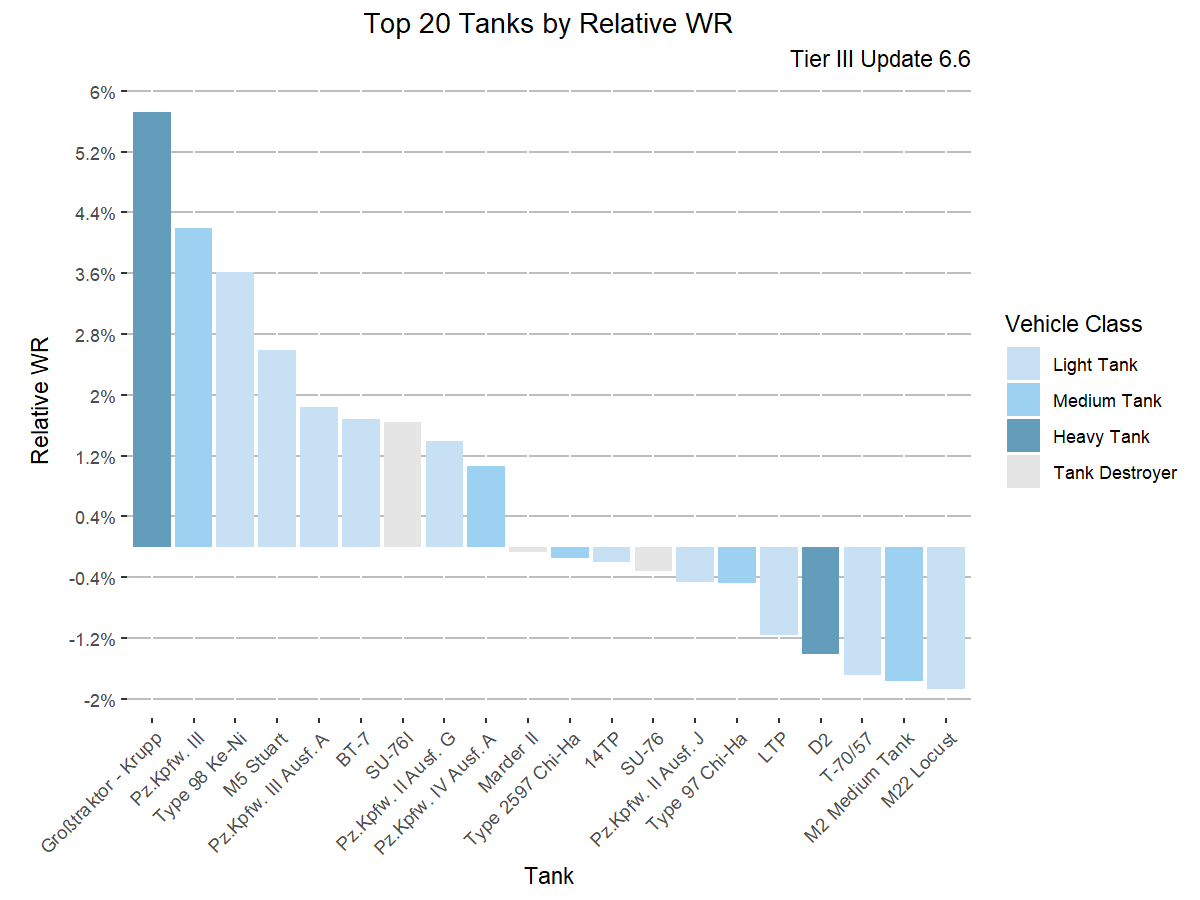 Top 20 Tanks by Relative WR
Tier III Update 6.6
6%
5.2%
4.4%
3.6%
2.8%
2%
1.2%
0.4%
-0.4%
-1.2%
-2%
Relative WR
Großtraktor - Krupp
Pz.Kpfw. III
Type 98 Ke-Ni
M5 Stuart
Pz.Kpfw. III Ausf. A
BT-7
SU-76I
Pz.Kpfw. II Ausf. G
Pz.Kpfw. IV Ausf. A
Marder II
Type 2597 Chi-Ha
14TP
SU-76
Pz.Kpfw. II Ausf. J
Type 97 Chi-Ha
LTP
D2
T-70/57
M2 Medium Tank
M22 Locust
Tank
Vehicle Class
Light Tank
Medium Tank
Heavy Tank
Tank Destroyer